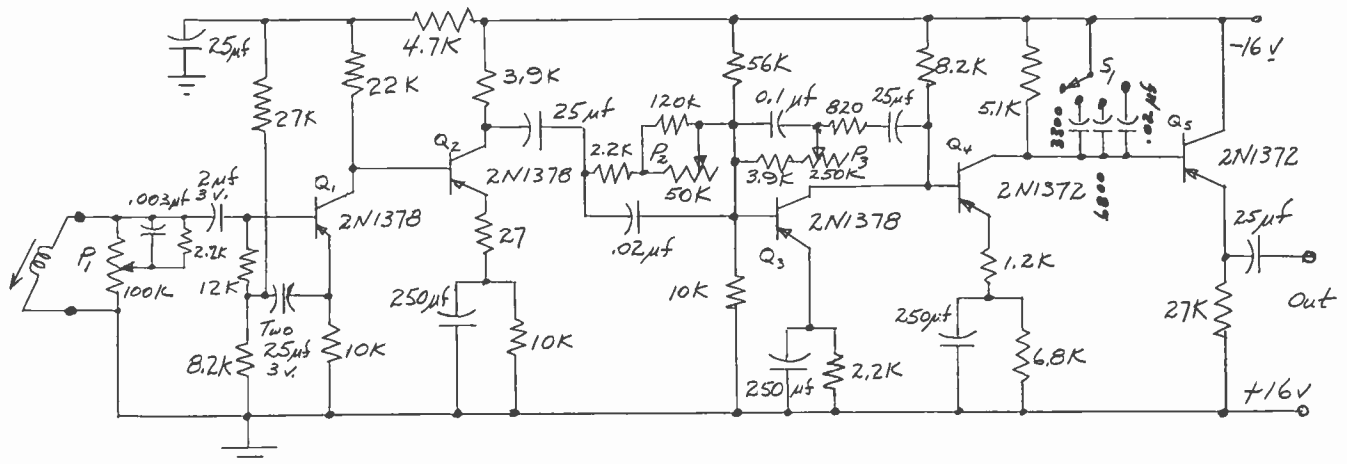 25μf
4.7K
-16v
22K
3.9K
56K
8.2K
S1
27K
25μf
120K
0.1μf
820
25μf
5.1K
3300
6800
.02μf
Q5
Q2
2.2K
P2
P3
Q4
2N1372
2μf
3v.
.003μf
Q1
2N1378
50K
3.9K
250K
2N1372
2N1378
2N1378
25μf
P1
2.2K
27
.02μf
Q3
1.2K
100K
12K
10K
Out
Two
25μf
3v.
250μf
250μf
27K
8.2K
10K
10K
250μf
2.2K
6.8K
+16v